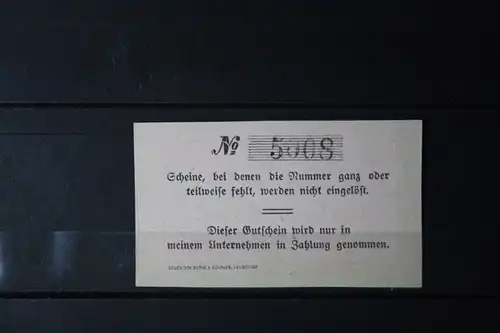 № 5008
Scheine, bei denen die Nummer ganz oder
teilweise fehlt, werden nicht eingelöst.
Dieser Gutschein wird nur in
meinem Unternehmen in Zahlung genommen.